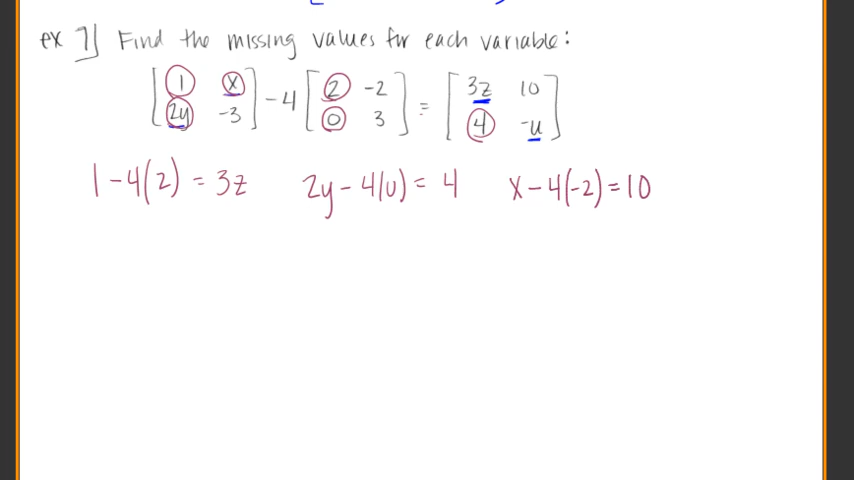 ex 7] Find the missing values for each variable:
[1 x] - 4 [2 -2] = [3z 10]
[2y -3] [0 3] [4 -u]
1 - 4(2) = 3z 2y - 4(0) = 4 x - 4(-2) = 10